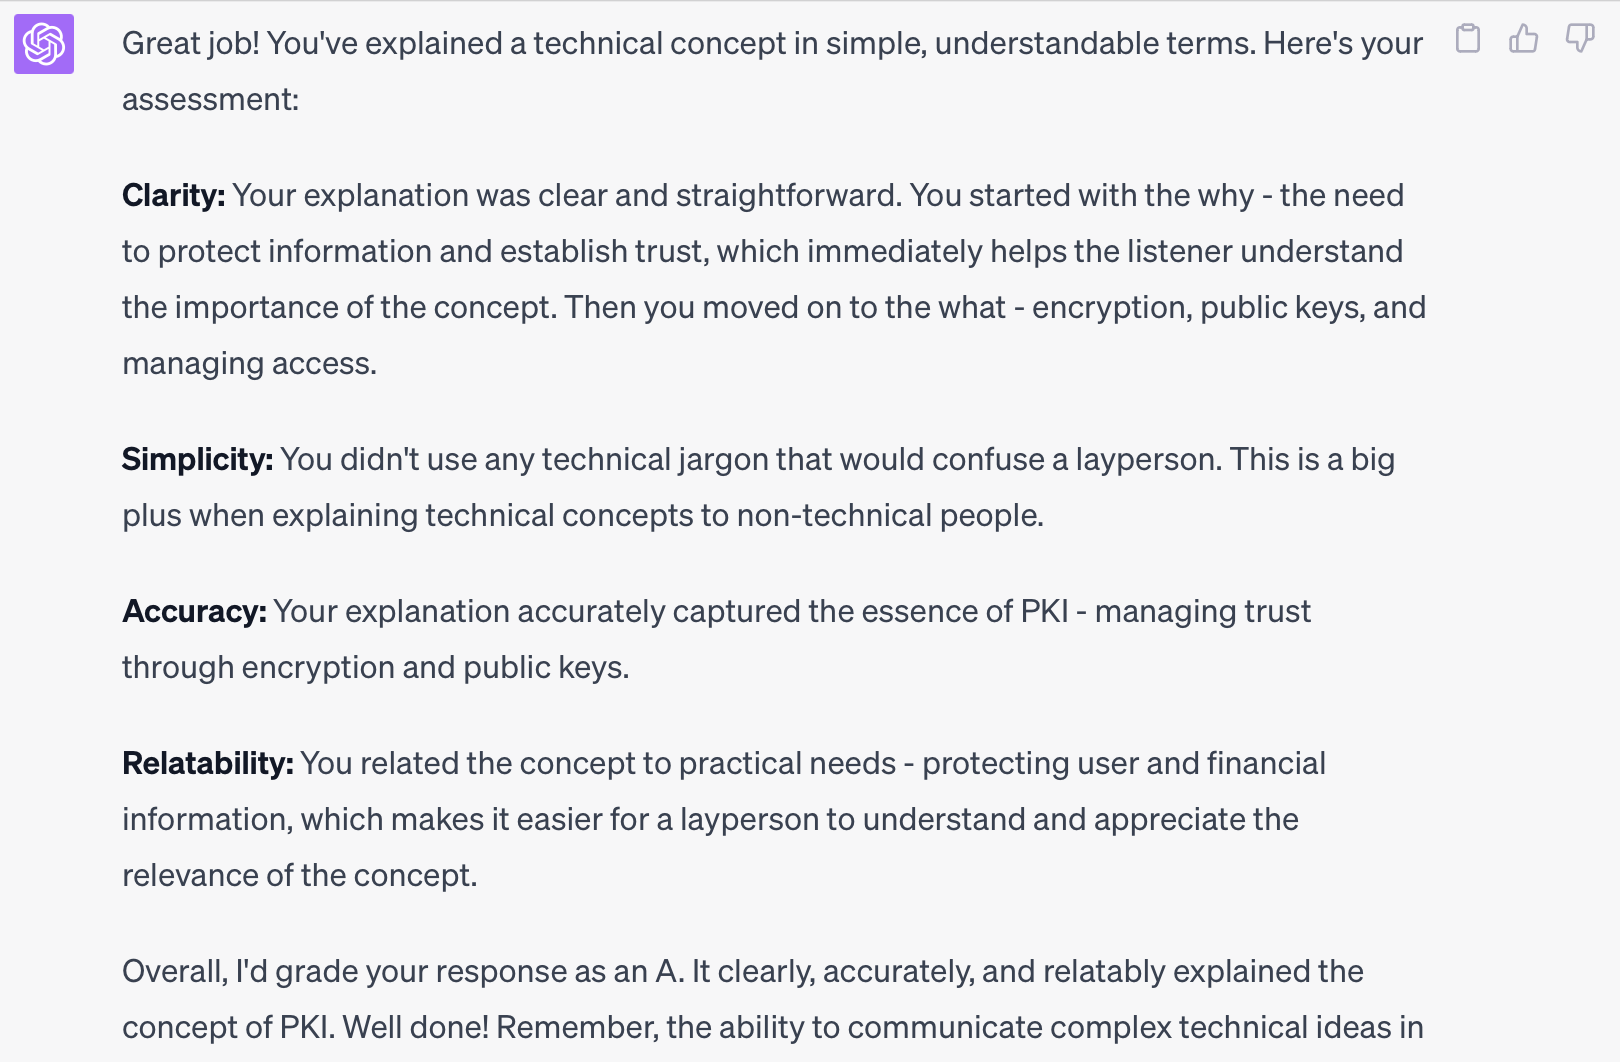 Great job! You've explained a technical concept in simple, understandable terms. Here's your
assessment:
Clarity: Your explanation was clear and straightforward. You started with the why - the need
to protect information and establish trust, which immediately helps the listener understand
the importance of the concept. Then you moved on to the what - encryption, public keys, and
managing access.
Simplicity: You didn't use any technical jargon that would confuse a layperson. This is a big
plus when explaining technical concepts to non-technical people.
Accuracy: Your explanation accurately captured the essence of PKI - managing trust
through encryption and public keys.
Relatability: You related the concept to practical needs - protecting user and financial
information, which makes it easier for a layperson to understand and appreciate the
relevance of the concept.
Overall, I'd grade your response as an A. It clearly, accurately, and relatably explained the
concept of PKI. Well done! Remember, the ability to communicate complex technical ideas in